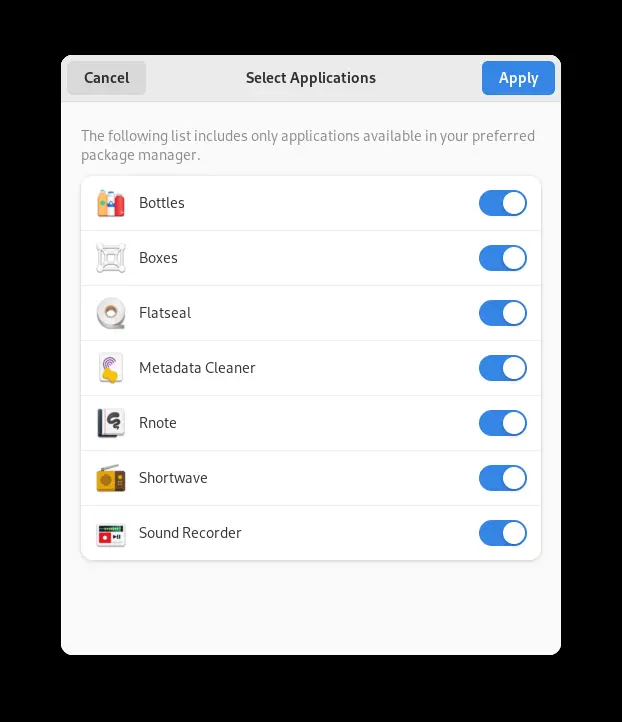 Cancel
Select Applications
Apply
The following list includes only applications available in your preferred
package manager.
Bottles
Boxes
Flatseal
Metadata Cleaner
Rnote
Shortwave
Sound Recorder